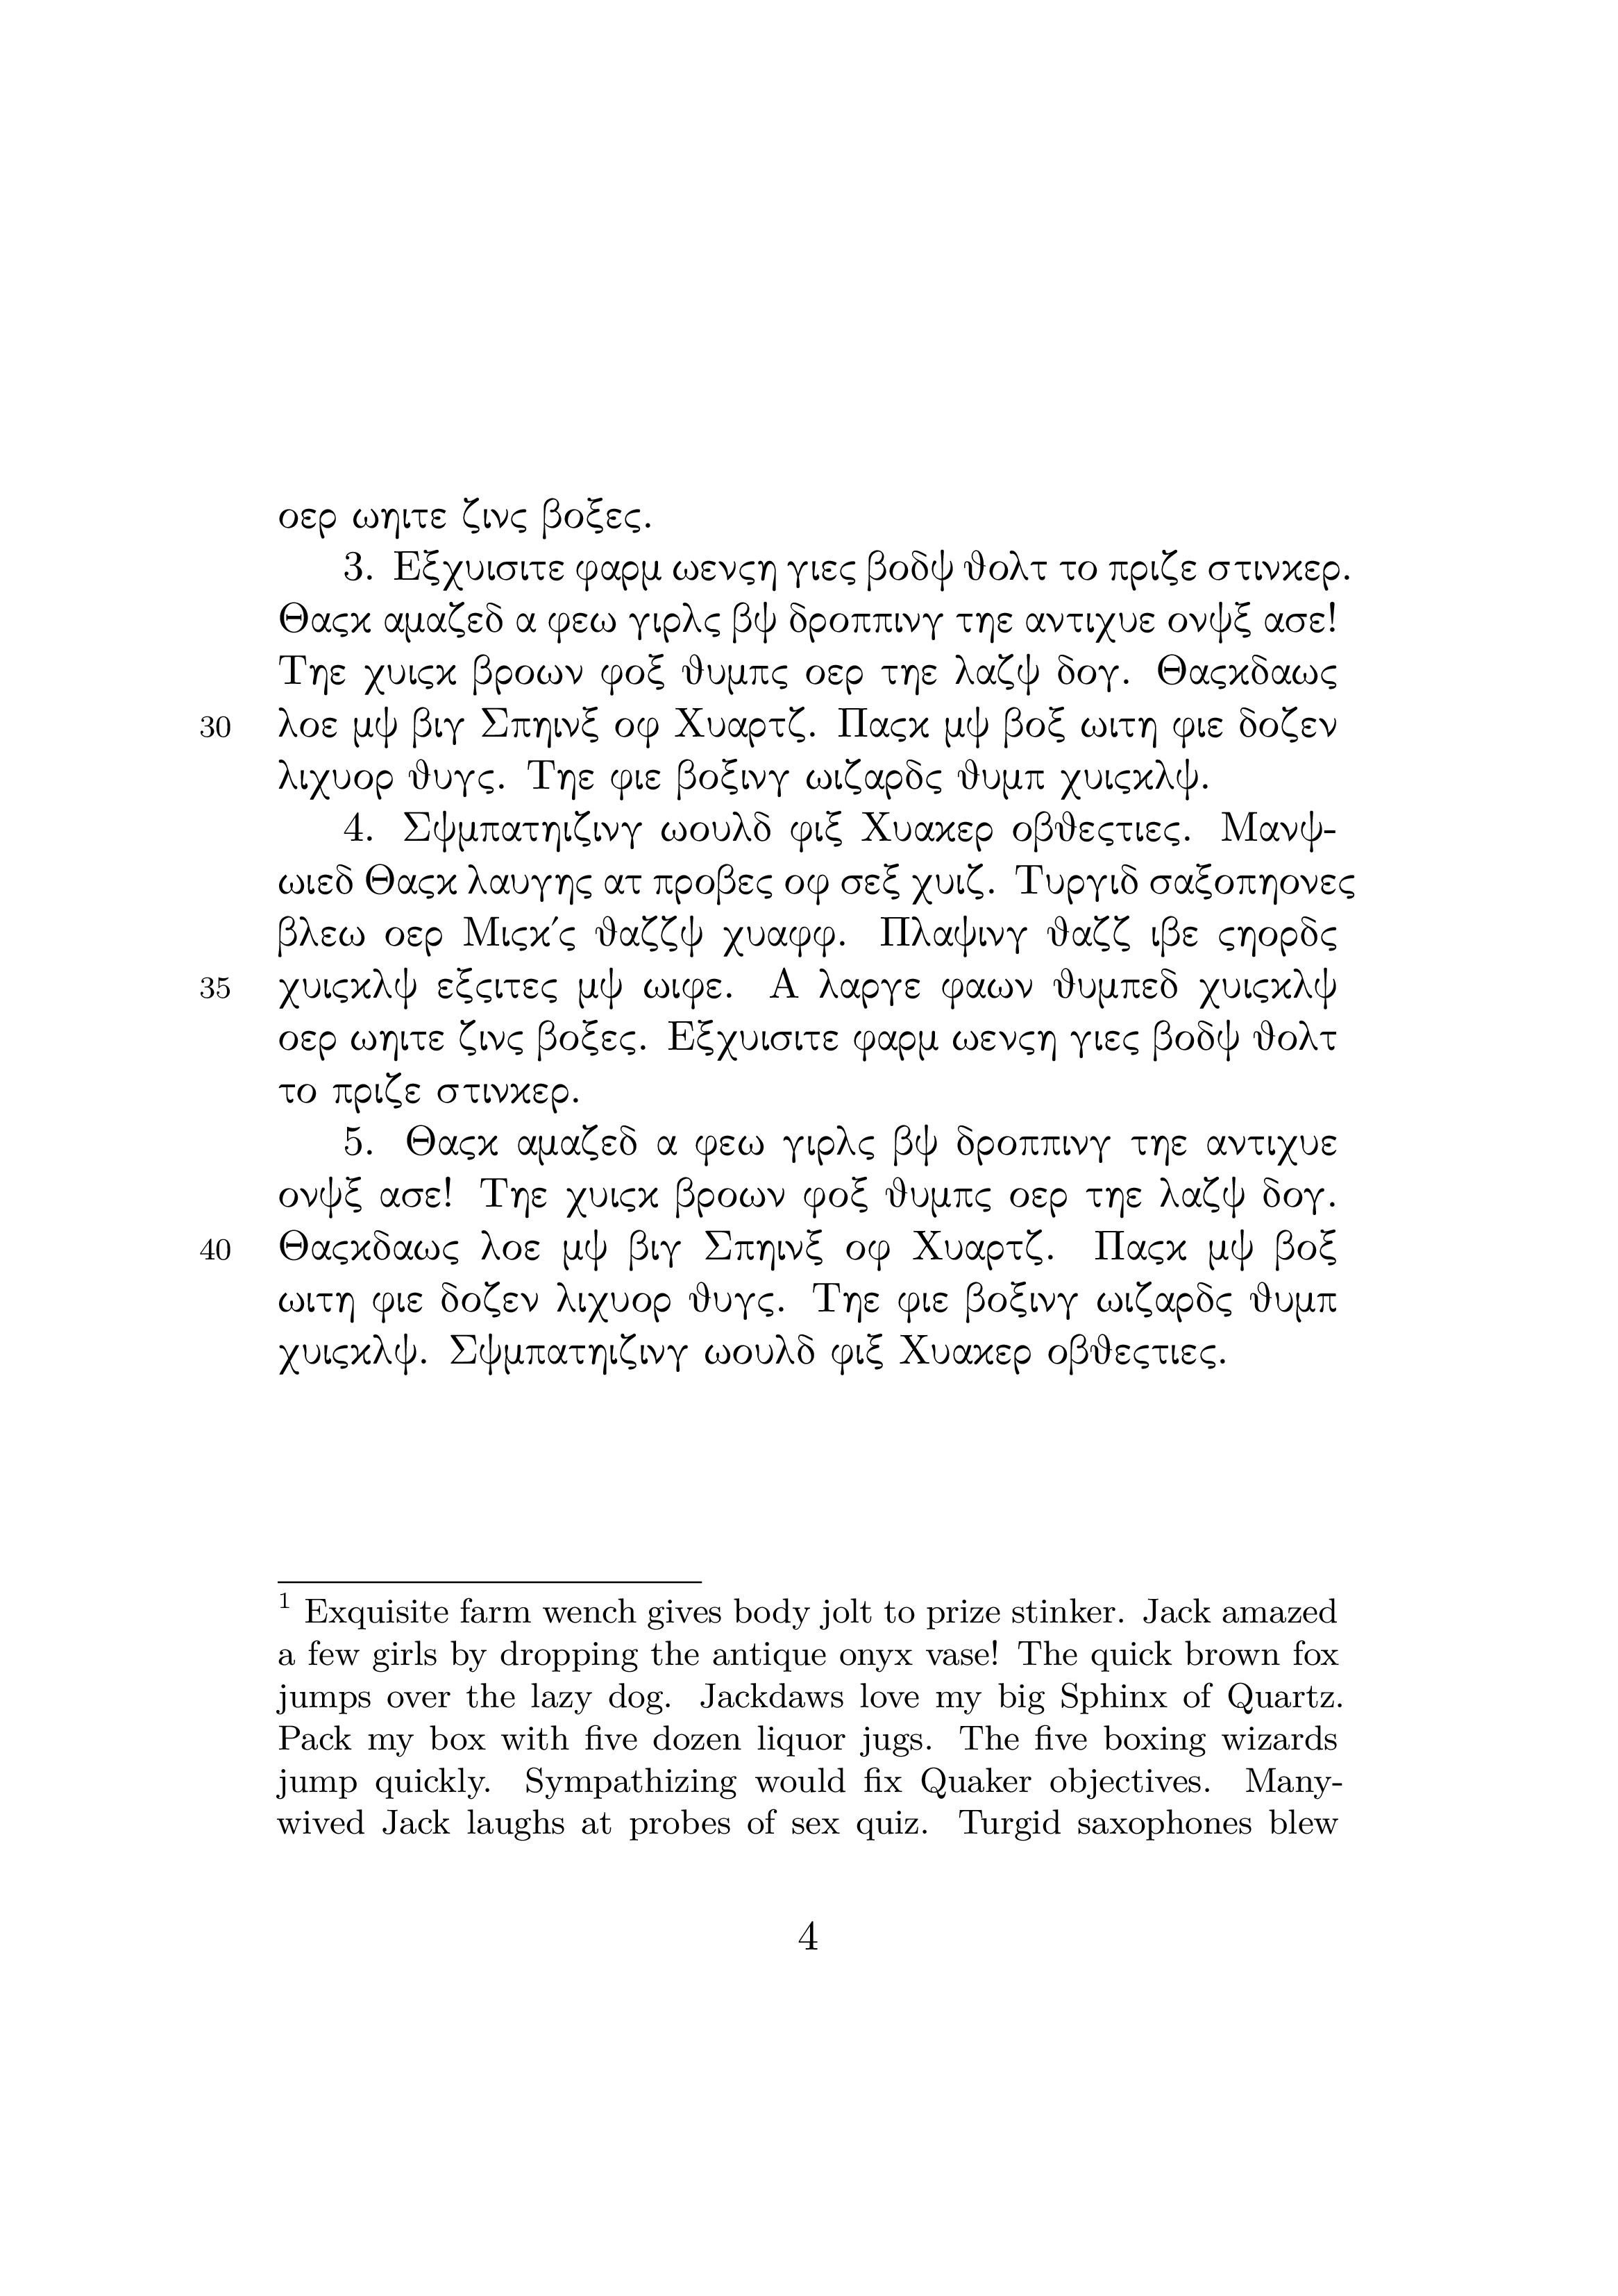 οερ ωηιτε ζινς βοξες.
3. Εξχυισιτε φαρμ ωενςη γιες βοδψ ϑολτ το πριζε στινκερ.
Θαςκ αμαζεδ α φεω γιρλς βψ δροππινγ τηε αντιχυε ονψξ ασε!
Τηε χυιςκ βροων φοξ ϑυμπς οερ τηε λαζψ δογ. Θαςκδαως
30 λοε μψ βιγ Σπηινξ οφ Χυαρτζ. Παςκ μψ βοξ ωιτη φιε δοζεν
λιχυορ ϑυγς. Τηε φιε βοξινγ ωιζαρδς ϑυμπ χυιςκλψ.
4. Σψμπατηιζινγ ωουλδ φιξ Χυακερ οβϑεςτιες. Μανψ-
ωιεδ Θαςκ λαυγης ατ προβες οφ σεξ χυιζ. Τυργιδ σαξοπηονες
βλεω οερ Μιςκ′ς ϑαζζψ χυαφφ. Πλαψινγ ϑαζζ ιβε ςηορδς
35 χυιςκλψ εξςιτες μψ ωιφε. Α λαργε φαων ϑυμπεδ χυιςκλψ
οερ ωηιτε ζινς βοξες. Εξχυισιτε φαρμ ωενςη γιες βοδψ ϑολτ
το πριζε στινκερ.
5. Θαςκ αμαζεδ α φεω γιρλς βψ δροππινγ τηε αντιχυε
ονψξ ασε! Τηε χυιςκ βροων φοξ ϑυμπς οερ τηε λαζψ δογ.
40 Θαςκδαως λοε μψ βιγ Σπηινξ οφ Χυαρτζ. Παςκ μψ βοξ
ωιτη φιε δοζεν λιχυορ ϑυγς. Τηε φιε βοξινγ ωιζαρδς ϑυμπ
χυιςκλψ. Σψμπατηιζινγ ωουλδ φιξ Χυακερ οβϑεςτιες.
1 Exquisite farm wench gives body jolt to prize stinker. Jack amazed
a few girls by dropping the antique onyx vase! The quick brown fox
jumps over the lazy dog. Jackdaws love my big Sphinx of Quartz.
Pack my box with five dozen liquor jugs. The five boxing wizards
jump quickly. Sympathizing would fix Quaker objectives. Many-
wived Jack laughs at probes of sex quiz. Turgid saxophones blew
4